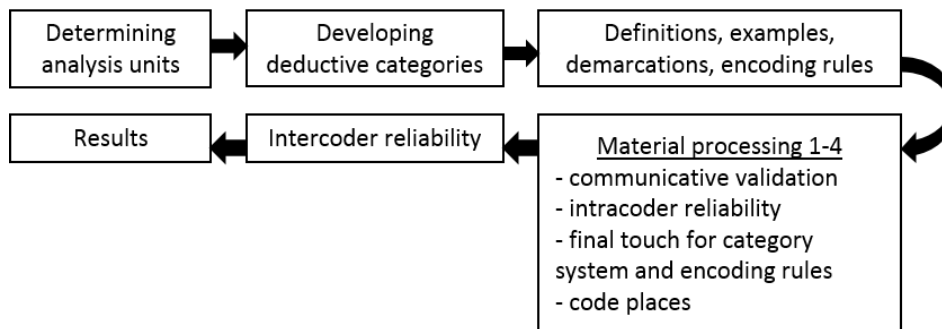 Determining
analysis units
Developing
deductive categories
Definitions, examples,
demarcations, encoding rules
Results
Intercoder reliability
Material processing 1-4
- communicative validation
- intracoder reliability
- final touch for category
system and encoding rules
- code places